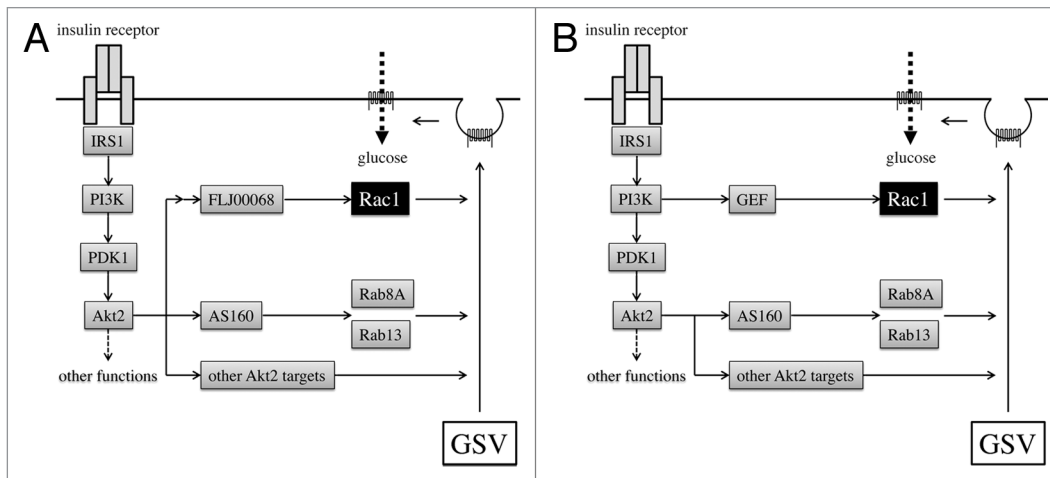 A
insulin receptor
IRS1
glucose
PI3K
FLJ00068
Rac1
PDK1
Akt2
AS160
Rab8A
Rab13
other functions
other Akt2 targets
GSV
B
insulin receptor
IRS1
glucose
PI3K
GEF
Rac1
PDK1
Akt2
AS160
Rab8A
Rab13
other functions
other Akt2 targets
GSV